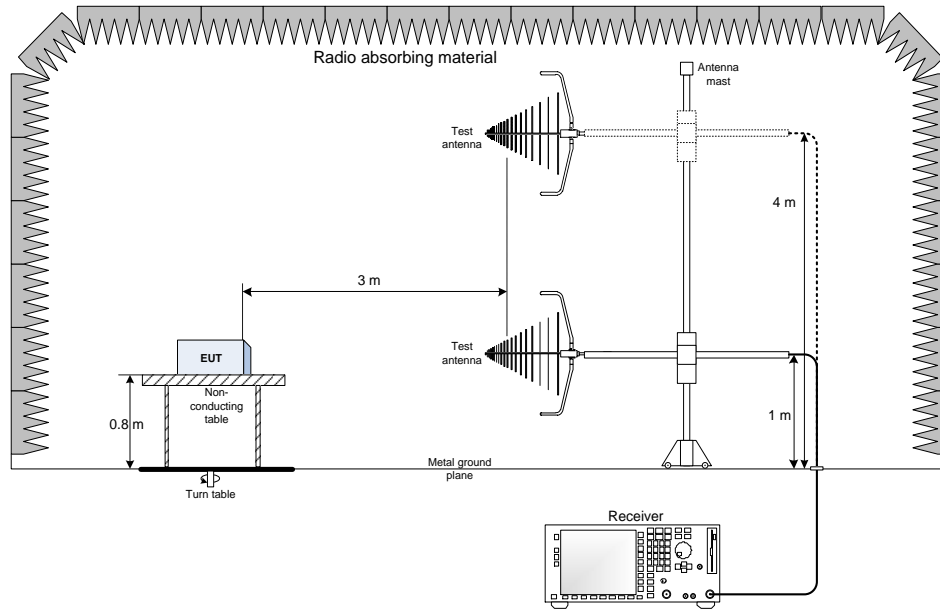 Radio absorbing material
Antenna
mast
Test
antenna
4 m
3 m
Test
antenna
EUT
Non-
conducting
table
0.8 m
1 m
Metal ground
plane
Turn table
Receiver